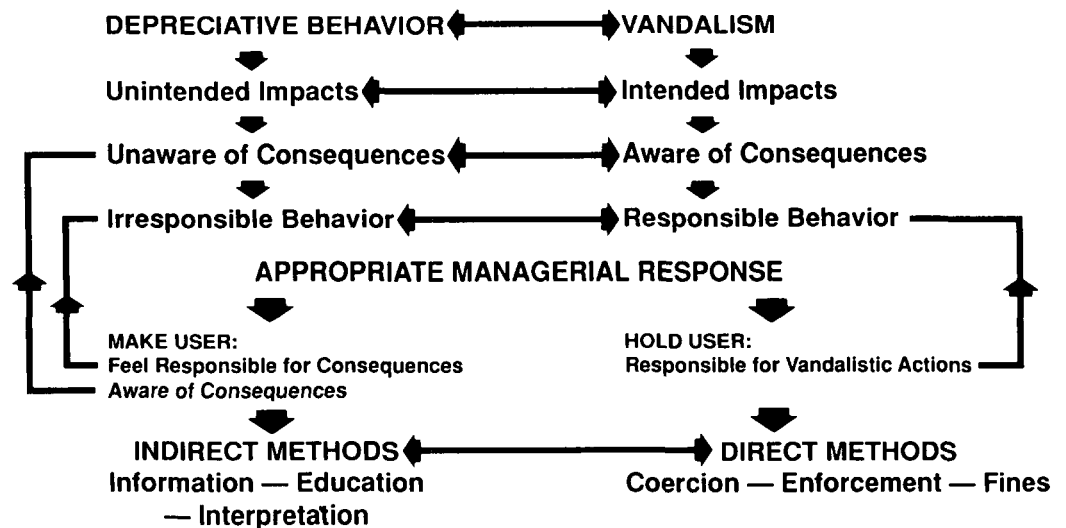 DEPRECIATIVE BEHAVIOR VANDALISM
Unintended Impacts Intended Impacts
Unaware of Consequences Aware of Consequences
Irresponsible Behavior Responsible Behavior
APPROPRIATE MANAGERIAL RESPONSE
MAKE USER:
Feel Responsible for Consequences
Aware of Consequences
HOLD USER:
Responsible for Vandalistic Actions
INDIRECT METHODS
Information — Education
— Interpretation
DIRECT METHODS
Coercion — Enforcement — Fines